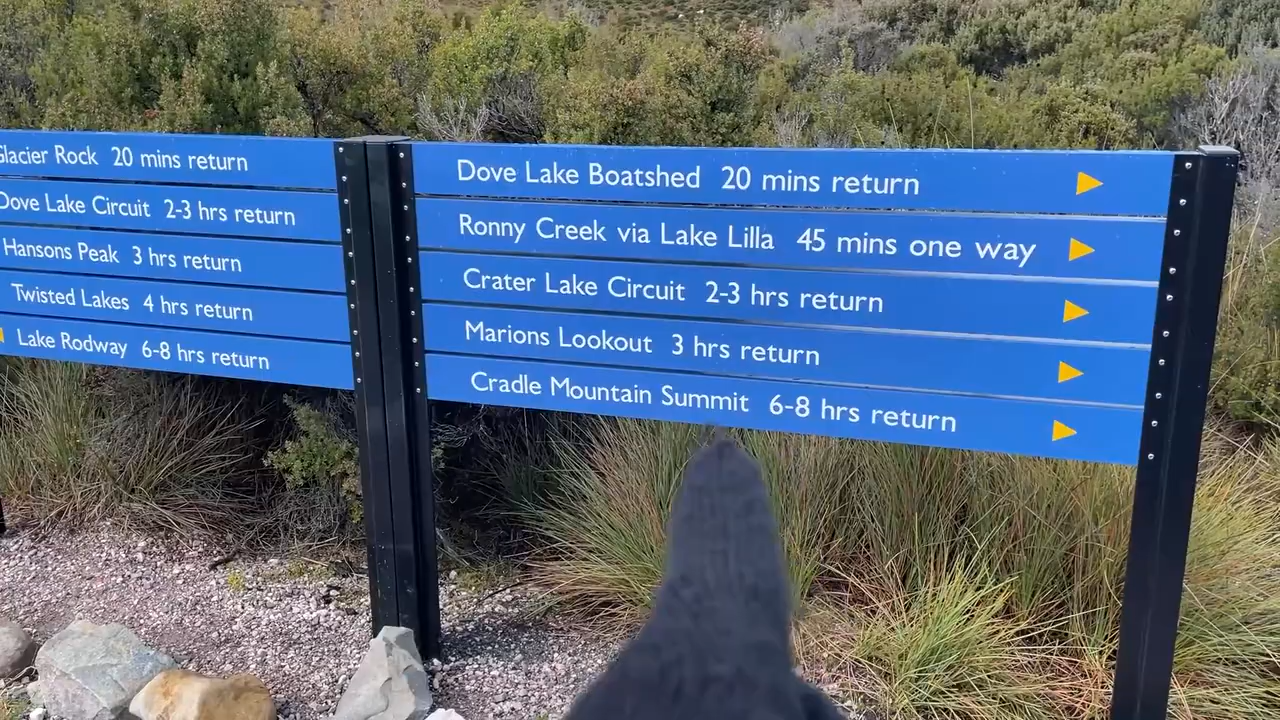 Glacier Rock 20 mins return
Dove Lake Circuit 2-3 hrs return
Hansons Peak 3 hrs return
Twisted Lakes 4 hrs return
Lake Rodway 6-8 hrs return
Dove Lake Boatshed 20 mins return
Ronny Creek via Lake Lilla 45 mins one way
Crater Lake Circuit 2-3 hrs return
Marions Lookout 3 hrs return
Cradle Mountain Summit 6-8 hrs return